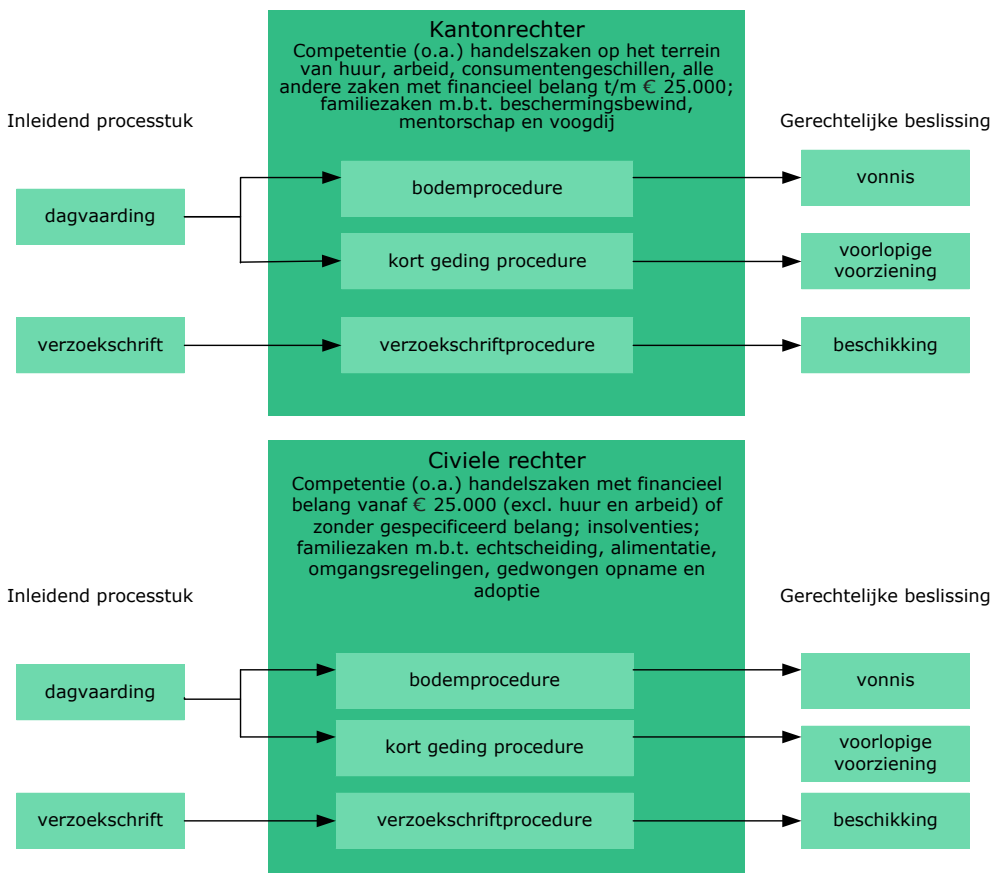 Kantonrechter
Competentie (o.a.) handelszaken op het terrein
van huur, arbeid, consumentengeschillen, alle
andere zaken met financieel belang t/m € 25.000;
familiezaken m.b.t. beschermingsbewind,
mentorschap en voogdij
Inleidend processtuk
Gerechtelijke beslissing
dagvaarding
bodemprocedure
vonnis
kort geding procedure
voorlopige
voorziening
verzoekschrift
verzoekschriftprocedure
beschikking
Civiele rechter
Competentie (o.a.) handelszaken met financieel
belang vanaf € 25.000 (excl. huur en arbeid) of
zonder gespecificeerd belang; insolventies;
familiezaken m.b.t. echtscheiding, alimentatie,
omgangsregelingen, gedwongen opname en
adoptie
Inleidend processtuk
Gerechtelijke beslissing
dagvaarding
bodemprocedure
vonnis
kort geding procedure
voorlopige
voorziening
verzoekschrift
verzoekschriftprocedure
beschikking